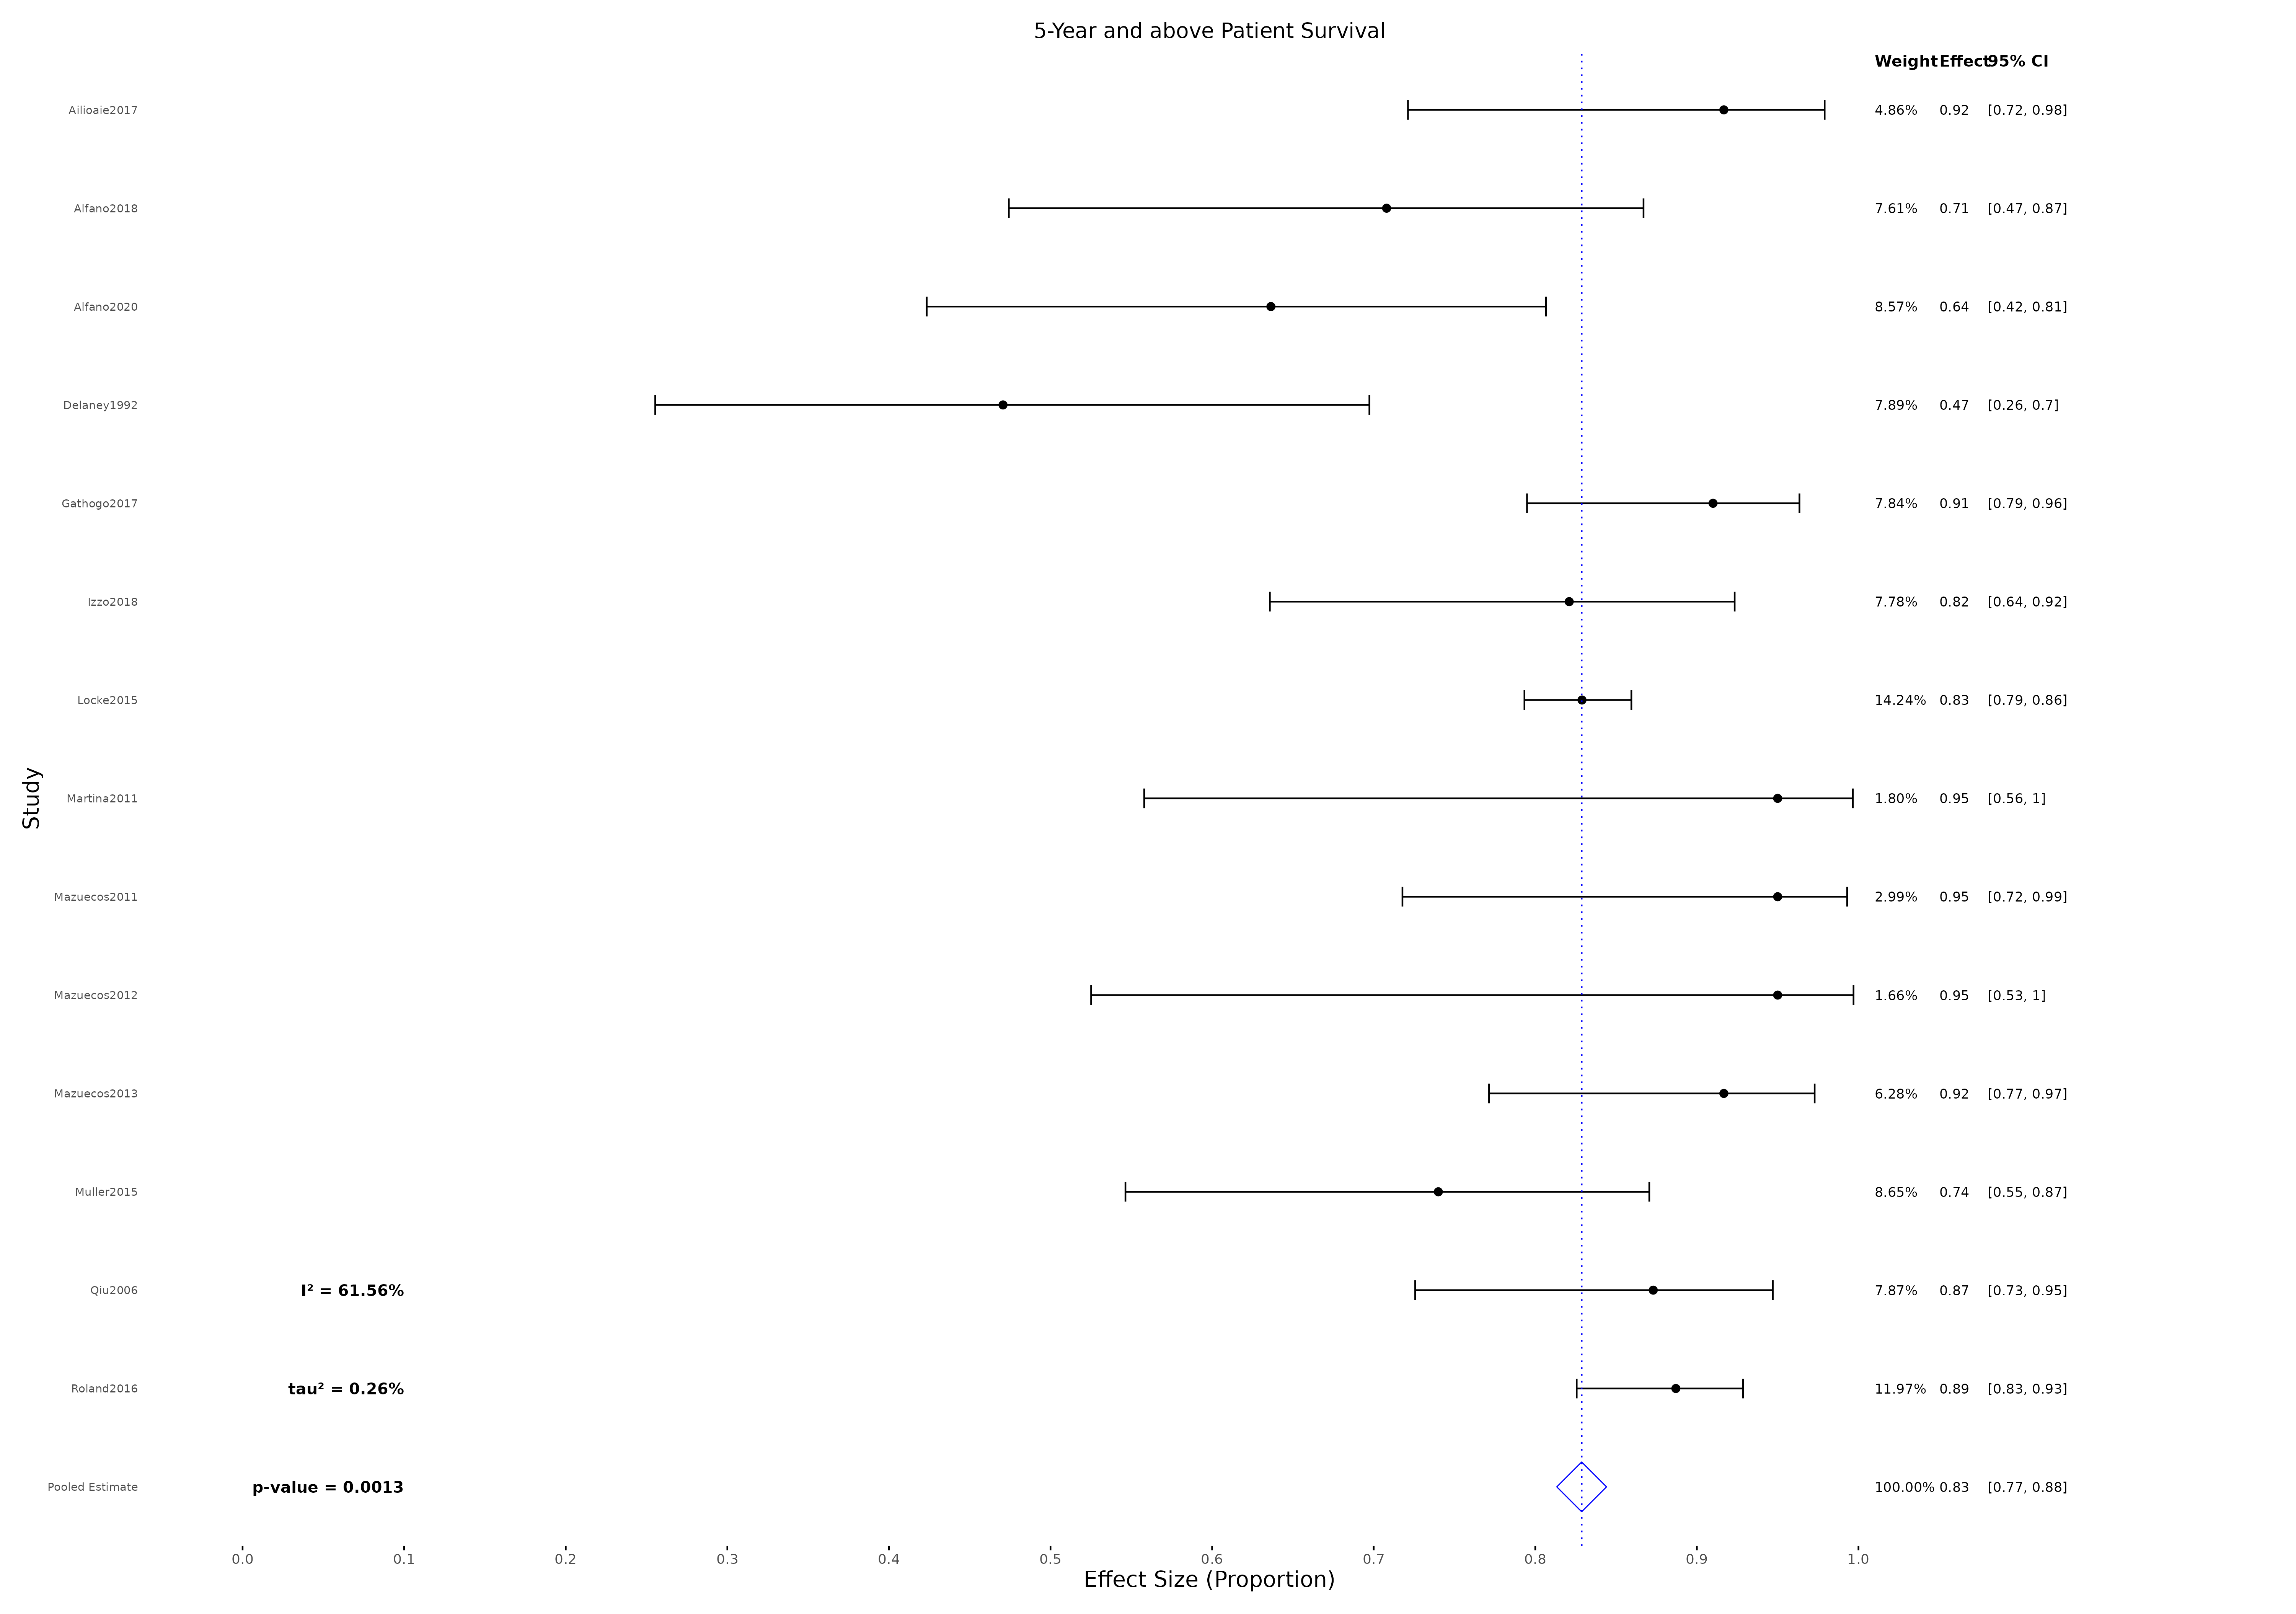 5-Year and above Patient Survival
Weight Effect 95% CI
Ailioaie2017 4.86% 0.92 [0.72, 0.98]
Alfano2018 7.61% 0.71 [0.47, 0.87]
Alfano2020 8.57% 0.64 [0.42, 0.81]
Delaney1992 7.89% 0.47 [0.26, 0.7]
Gathogo2017 7.84% 0.91 [0.79, 0.96]
Izzo2018 7.78% 0.82 [0.64, 0.92]
Locke2015 14.24% 0.83 [0.79, 0.86]
Study
Martina2011 1.80% 0.95 [0.56, 1]
Mazuecos2011 2.99% 0.95 [0.72, 0.99]
Mazuecos2012 1.66% 0.95 [0.53, 1]
Mazuecos2013 6.28% 0.92 [0.77, 0.97]
Muller2015 8.65% 0.74 [0.55, 0.87]
Qiu2006 I² = 61.56% 7.87% 0.87 [0.73, 0.95]
Roland2016 tau² = 0.26% 11.97% 0.89 [0.83, 0.93]
Pooled Estimate p-value = 0.0013 100.00% 0.83 [0.77, 0.88]
0.0 0.1 0.2 0.3 0.4 0.5 0.6 0.7 0.8 0.9 1.0
Effect Size (Proportion)